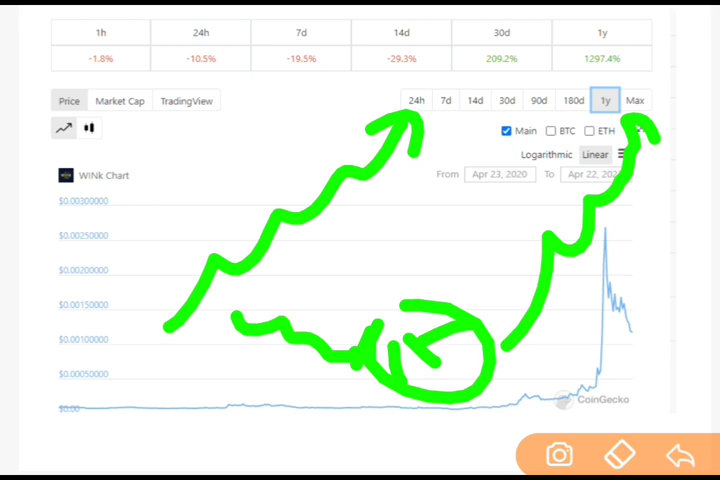 1h 24h 7d 14d 30d 1y
-1.8% -10.5% -19.5% -29.3% 209.2% 1297.4%
Price Market Cap TradingView 24h 7d 14d 30d 90d 180d 1y Max
Main BTC ETH
Logarithmic Linear
WINk Chart From Apr 23, 2020 To Apr 22,
$0.00300000
$0.00250000
$0.00200000
$0.00150000
$0.00100000
$0.00050000
$0.00
CoinGecko